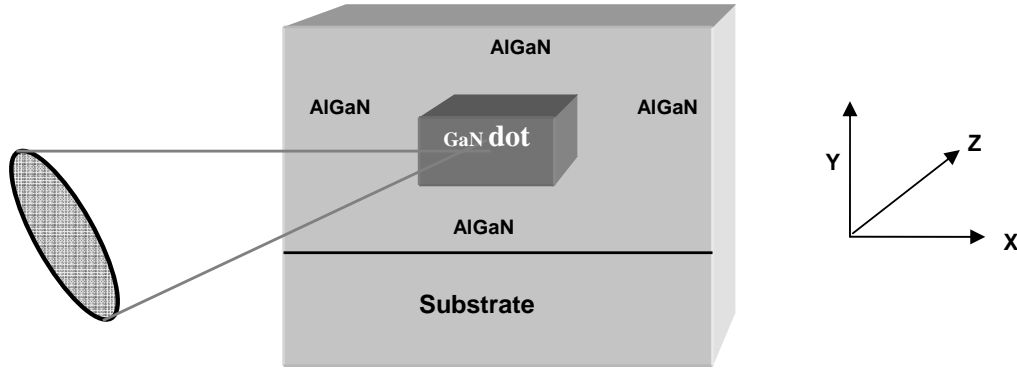 AlGaN
AlGaN
AlGaN
GaN dot
AlGaN
Substrate
Y
Z
X